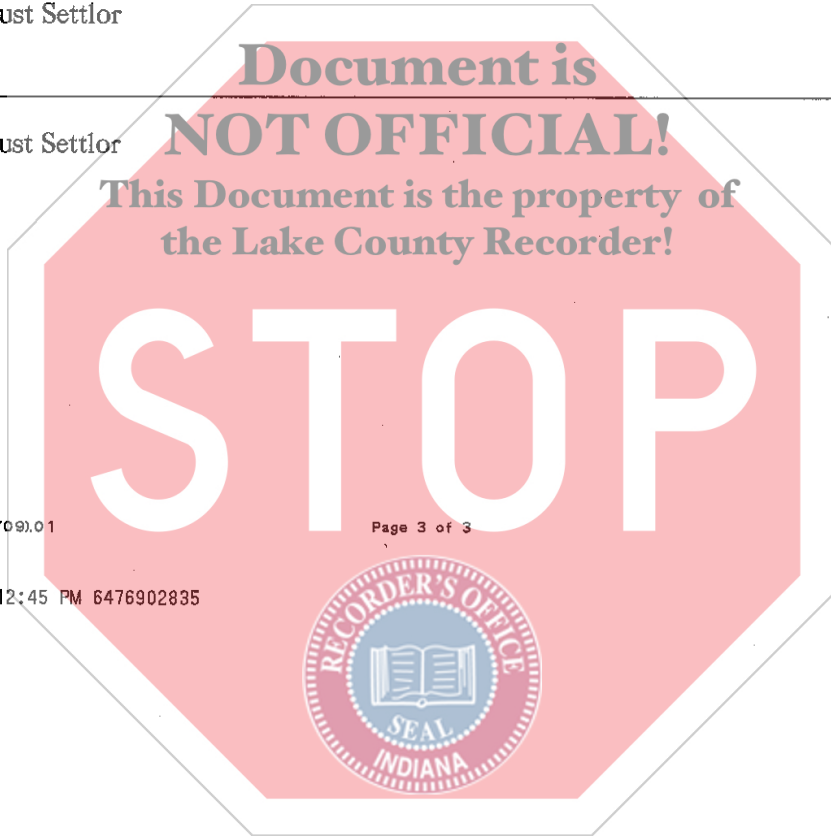 ust Settlor
Document is
NOT OFFICIAL!
ust Settlor
This Document is the property of
the Lake County Recorder!
STOP
709).01
Page 3 of 3
2:45 PM 6476902835
RECORDER'S OFFICE
SEAL
INDIANA